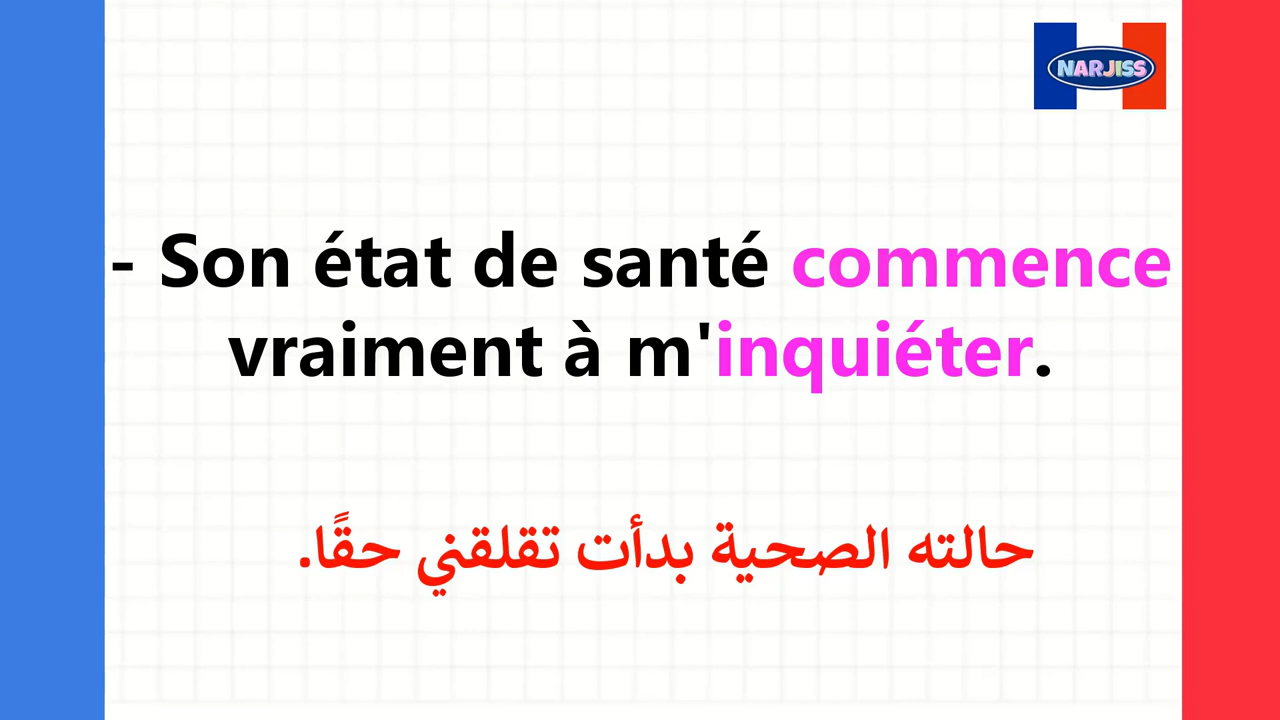 NARJISS
- Son état de santé commence
vraiment à m'inquiéter.
حالته الصحية بدأت تقلقني حقًا.